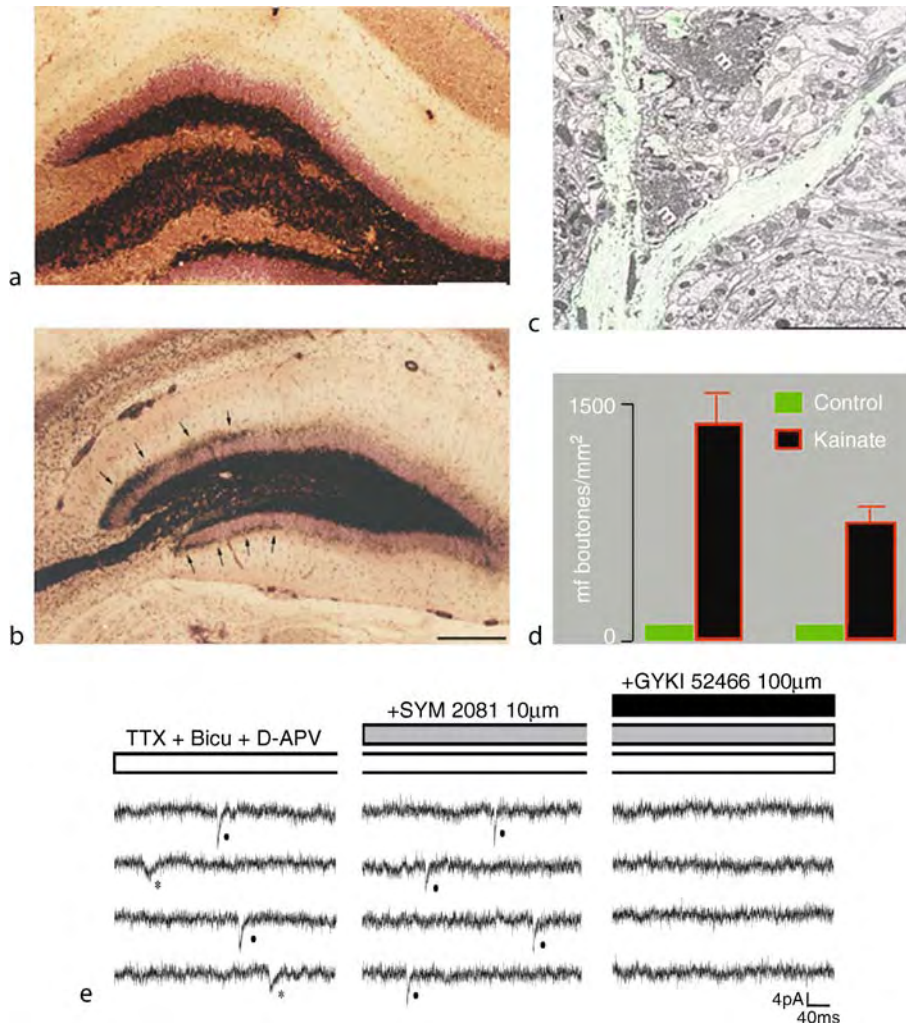 a
b
c
m
m
m
1500
0
mf boutones/mm²
Control
Kainate
d
TTX + Bicu + D-APV
+SYM 2081 10µm
+GYKI 52466 100µm
*
*
4pA
40ms
e